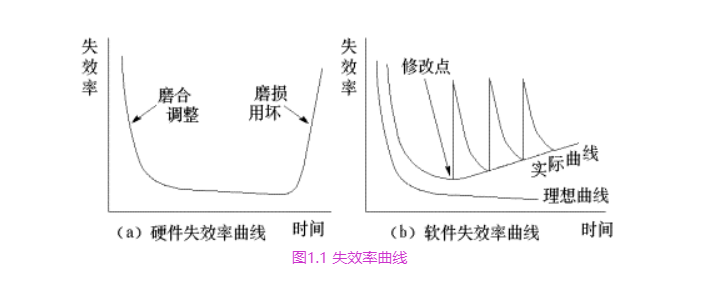 失效率
磨合调整
磨损用坏
时间
(a)硬件失效率曲线
失效率
修改点
实际曲线
理想曲线
时间
(b)软件失效率曲线
图1.1 失效率曲线